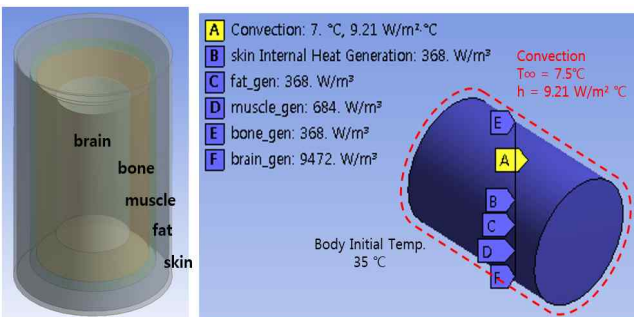 brain
bone
muscle
fat
skin
A Convection: 7. °C, 9.21 W/m²·°C
B skin Internal Heat Generation: 368. W/m³
C fat_gen: 368. W/m³
D muscle_gen: 684. W/m³
E bone_gen: 368. W/m³
F brain_gen: 9472. W/m³
Convection
T∞ = 7.5℃
h = 9.21 W/m² ℃
E
A
B
C
D
F
Body Initial Temp.
35 ℃